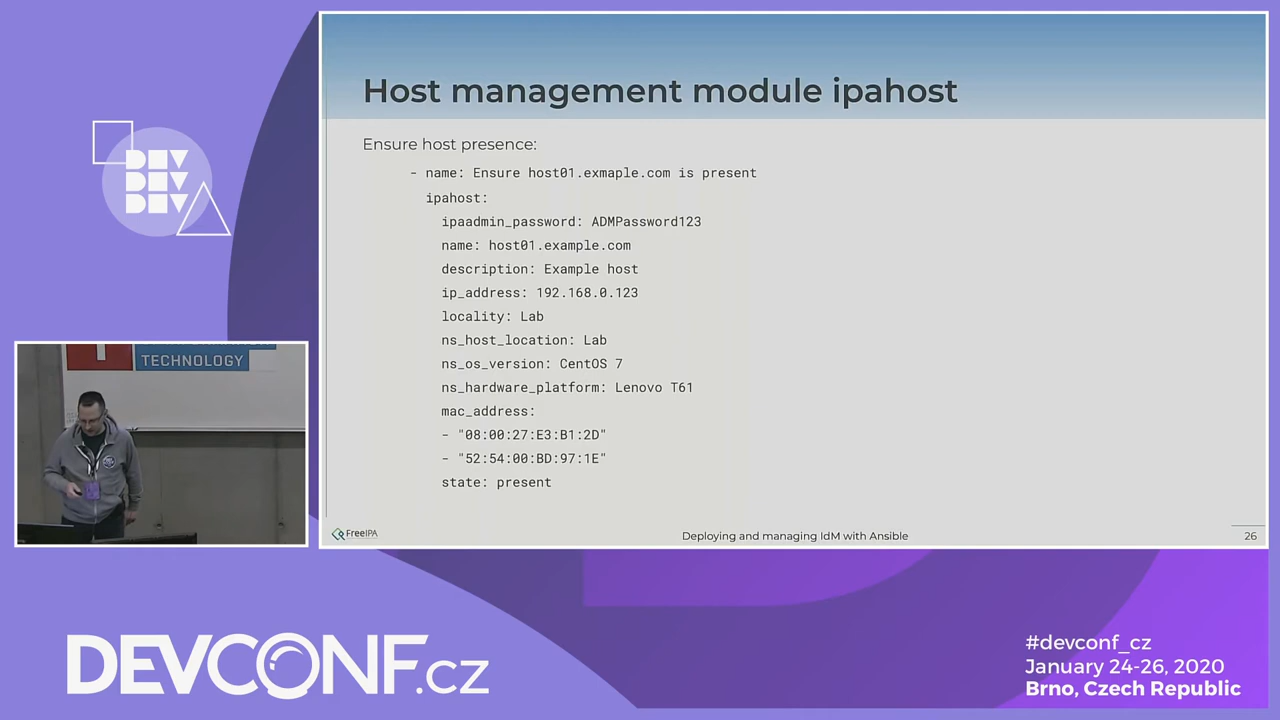 Host management module ipahost
Ensure host presence:
- name: Ensure host01.exmaple.com is present
ipahost:
ipaadmin_password: ADMPassword123
name: host01.example.com
description: Example host
ip_address: 192.168.0.123
locality: Lab
ns_host_location: Lab
ns_os_version: CentOS 7
ns_hardware_platform: Lenovo T61
mac_address:
- "08:00:27:E3:B1:2D"
- "52:54:00:BD:97:1E"
state: present
FreeIPA
Deploying and managing IdM with Ansible
26
DEV
DEV
DEV
TECHNOLOGY
DEVCONF.cz
#devconf_cz
January 24-26, 2020
Brno, Czech Republic